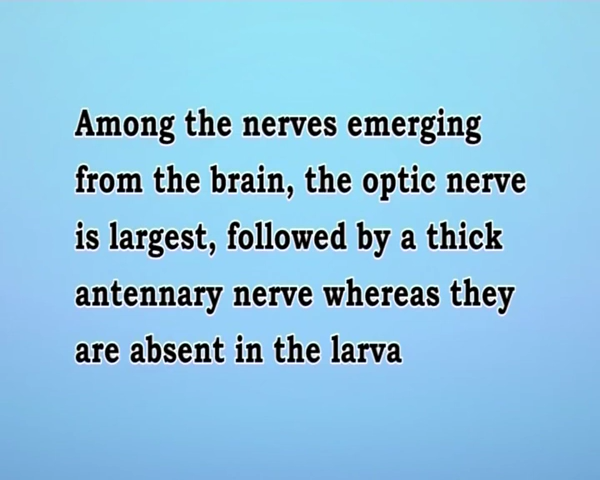 Among the nerves emerging
from the brain, the optic nerve
is largest, followed by a thick
antennary nerve whereas they
are absent in the larva